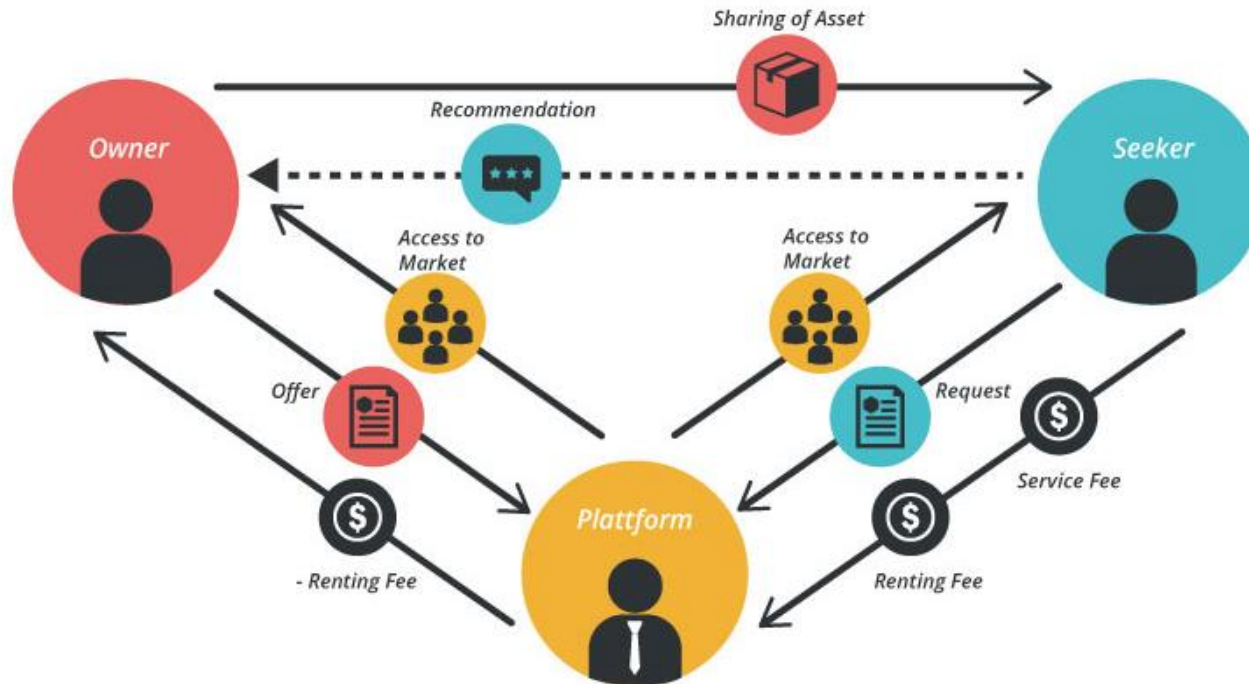 Sharing of Asset
Recommendation
Owner
Seeker
Access to
Market
Access to
Market
Offer
Request
Service Fee
Plattform
- Renting Fee
Renting Fee
$
$
$